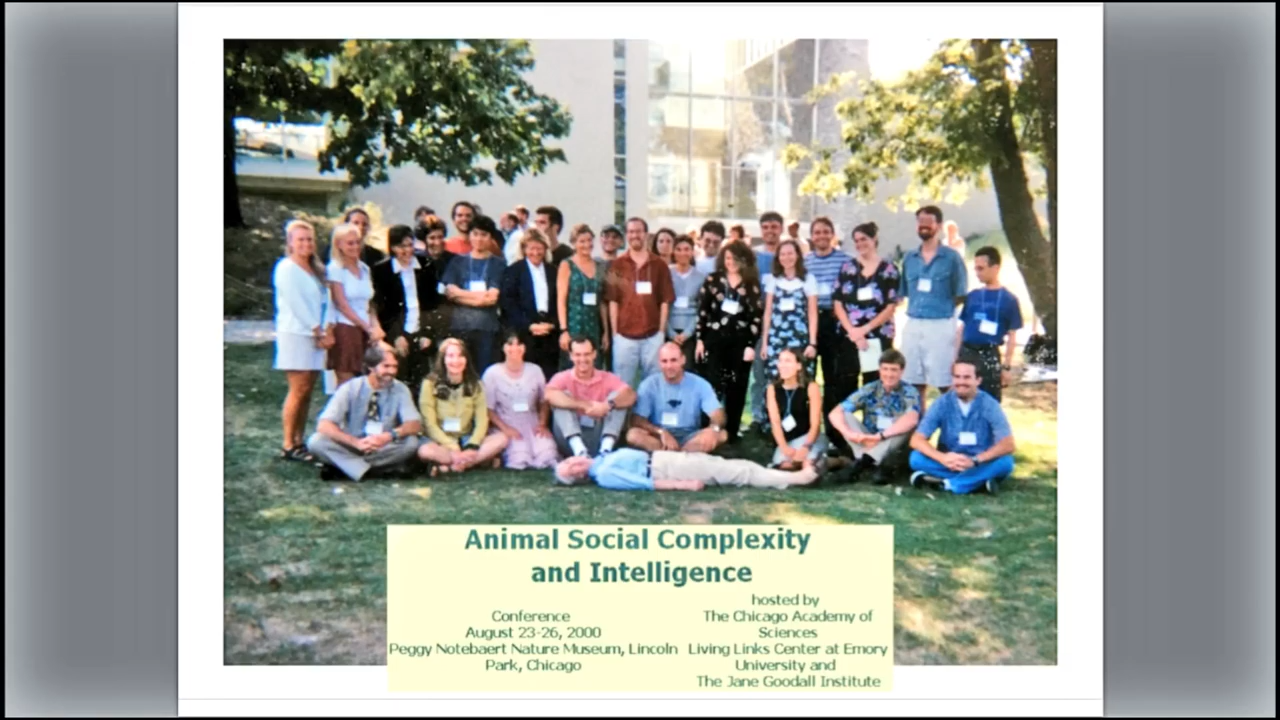 Animal Social Complexity
and Intelligence
Conference
August 23-26, 2000
Peggy Notebaert Nature Museum, Lincoln
Park, Chicago
hosted by
The Chicago Academy of
Sciences
Living Links Center at Emory
University and
The Jane Goodall Institute